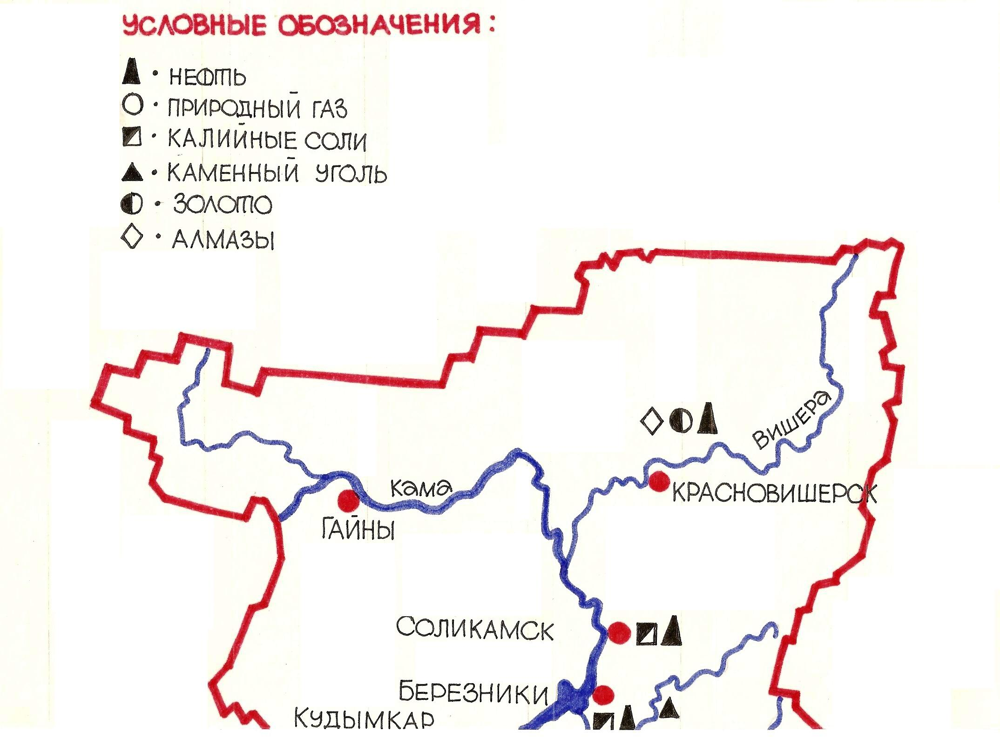 УСЛОВНЫЕ ОБОЗНАЧЕНИЯ:
• НЕФТЬ
• ПРИРОДНЫЙ ГАЗ
• КАЛИЙНЫЕ СОЛИ
• КАМЕННЫЙ УГОЛЬ
• ЗОЛОТО
• АЛМАЗЫ
ВИШЕРА
Кама
КРАСНОВИШЕРСК
ГАЙНЫ
СОЛИКАМСК
БЕРЕЗНИКИ
КУДЫМКАР